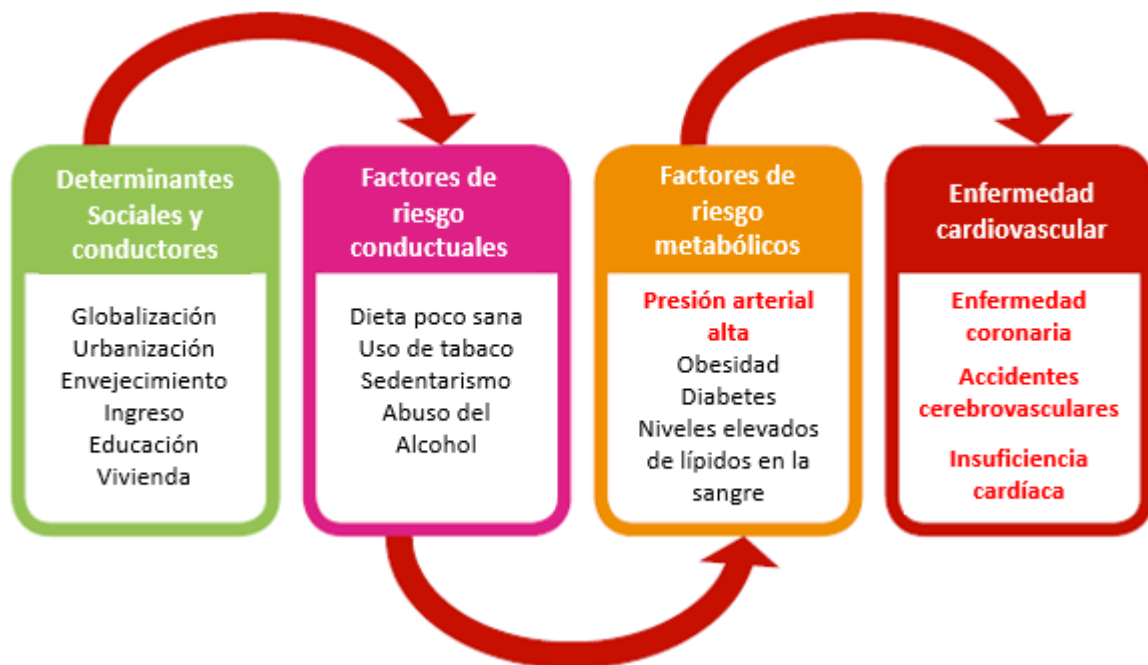 Determinantes
Sociales y
conductores
Globalización
Urbanización
Envejecimiento
Ingreso
Educación
Vivienda
Factores de
riesgo
conductuales
Dieta poco sana
Uso de tabaco
Sedentarismo
Abuso del
Alcohol
Factores de
riesgo
metabólicos
Presión arterial
alta
Obesidad
Diabetes
Niveles elevados
de lípidos en la
sangre
Enfermedad
cardiovascular
Enfermedad
coronaria
Accidentes
cerebrovasculares
Insuficiencia
cardíaca